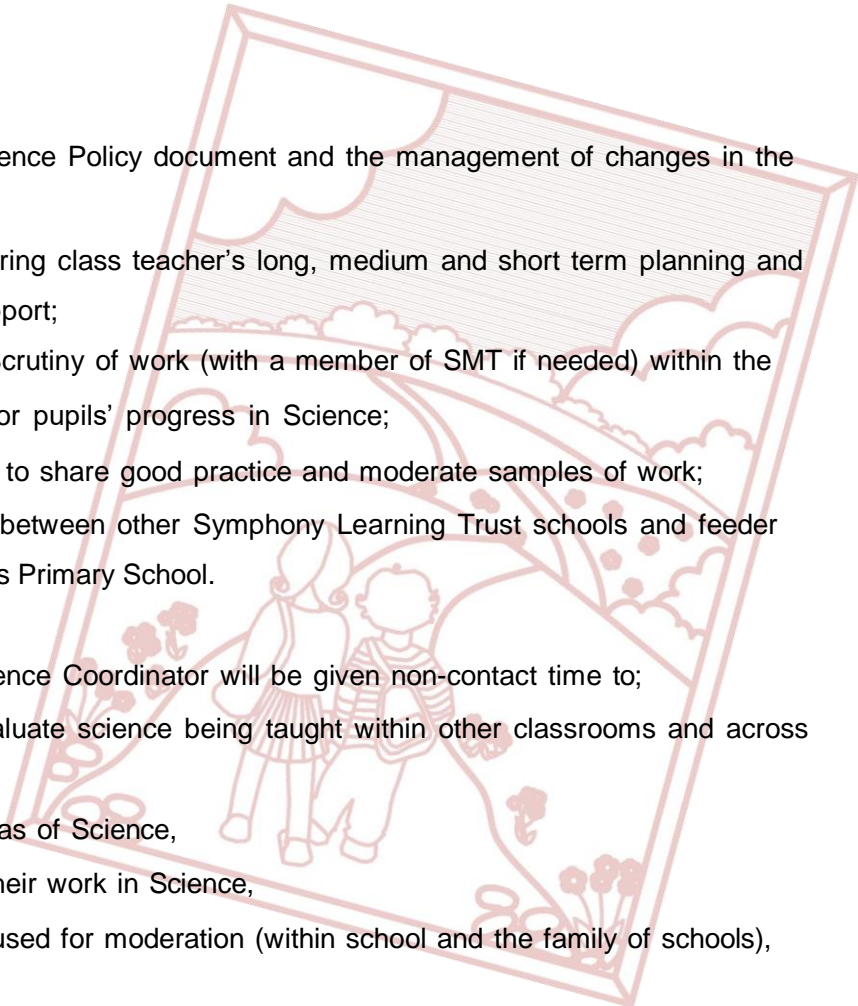 ence Policy document and the management of changes in the
ring class teacher's long, medium and short term planning and
port;
Scrutiny of work (with a member of SMT if needed) within the
or pupils' progress in Science;
to share good practice and moderate samples of work;
between other Symphony Learning Trust schools and feeder
s Primary School.
ence Coordinator will be given non-contact time to;
aluate science being taught within other classrooms and across
as of Science,
heir work in Science,
used for moderation (within school and the family of schools),